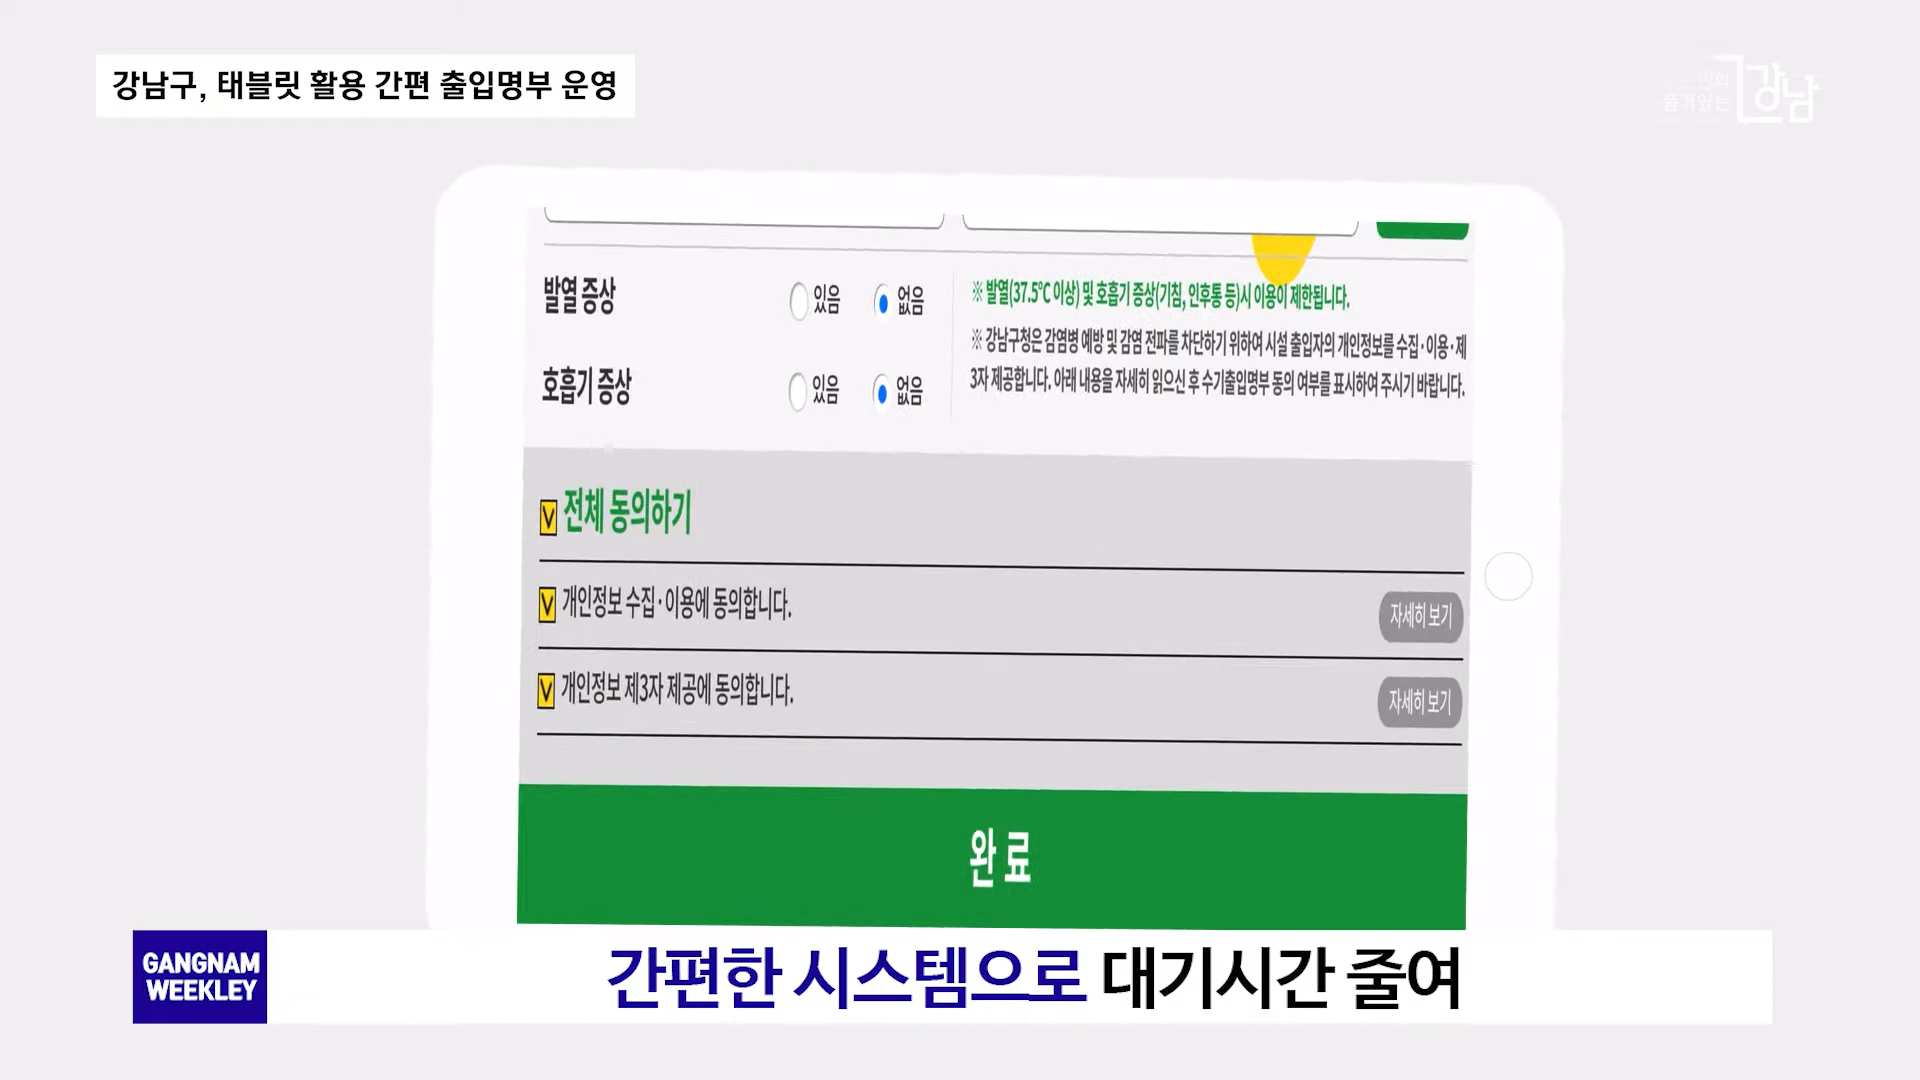 강남구, 태블릿 활용 간편 출입명부 운영
강남
발열 증상
있음
없음
※ 발열(37.5℃ 이상) 및 호흡기 증상(기침, 인후통 등)시 이용이 제한됩니다.
※ 강남구청은 감염병 예방 및 감염 전파를 차단하기 위하여 시설 출입자의 개인정보를 수집·이용·제
3자 제공합니다. 아래 내용을 자세히 읽으신 후 수기출입명부 동의 여부를 표시하여 주시기 바랍니다.
호흡기 증상
있음
없음
V 전체 동의하기
V 개인정보 수집·이용에 동의합니다.
자세히 보기
V 개인정보 제3자 제공에 동의합니다.
자세히 보기
완 료
GANGNAM
WEEKLEY
간편한 시스템으로 대기시간 줄여